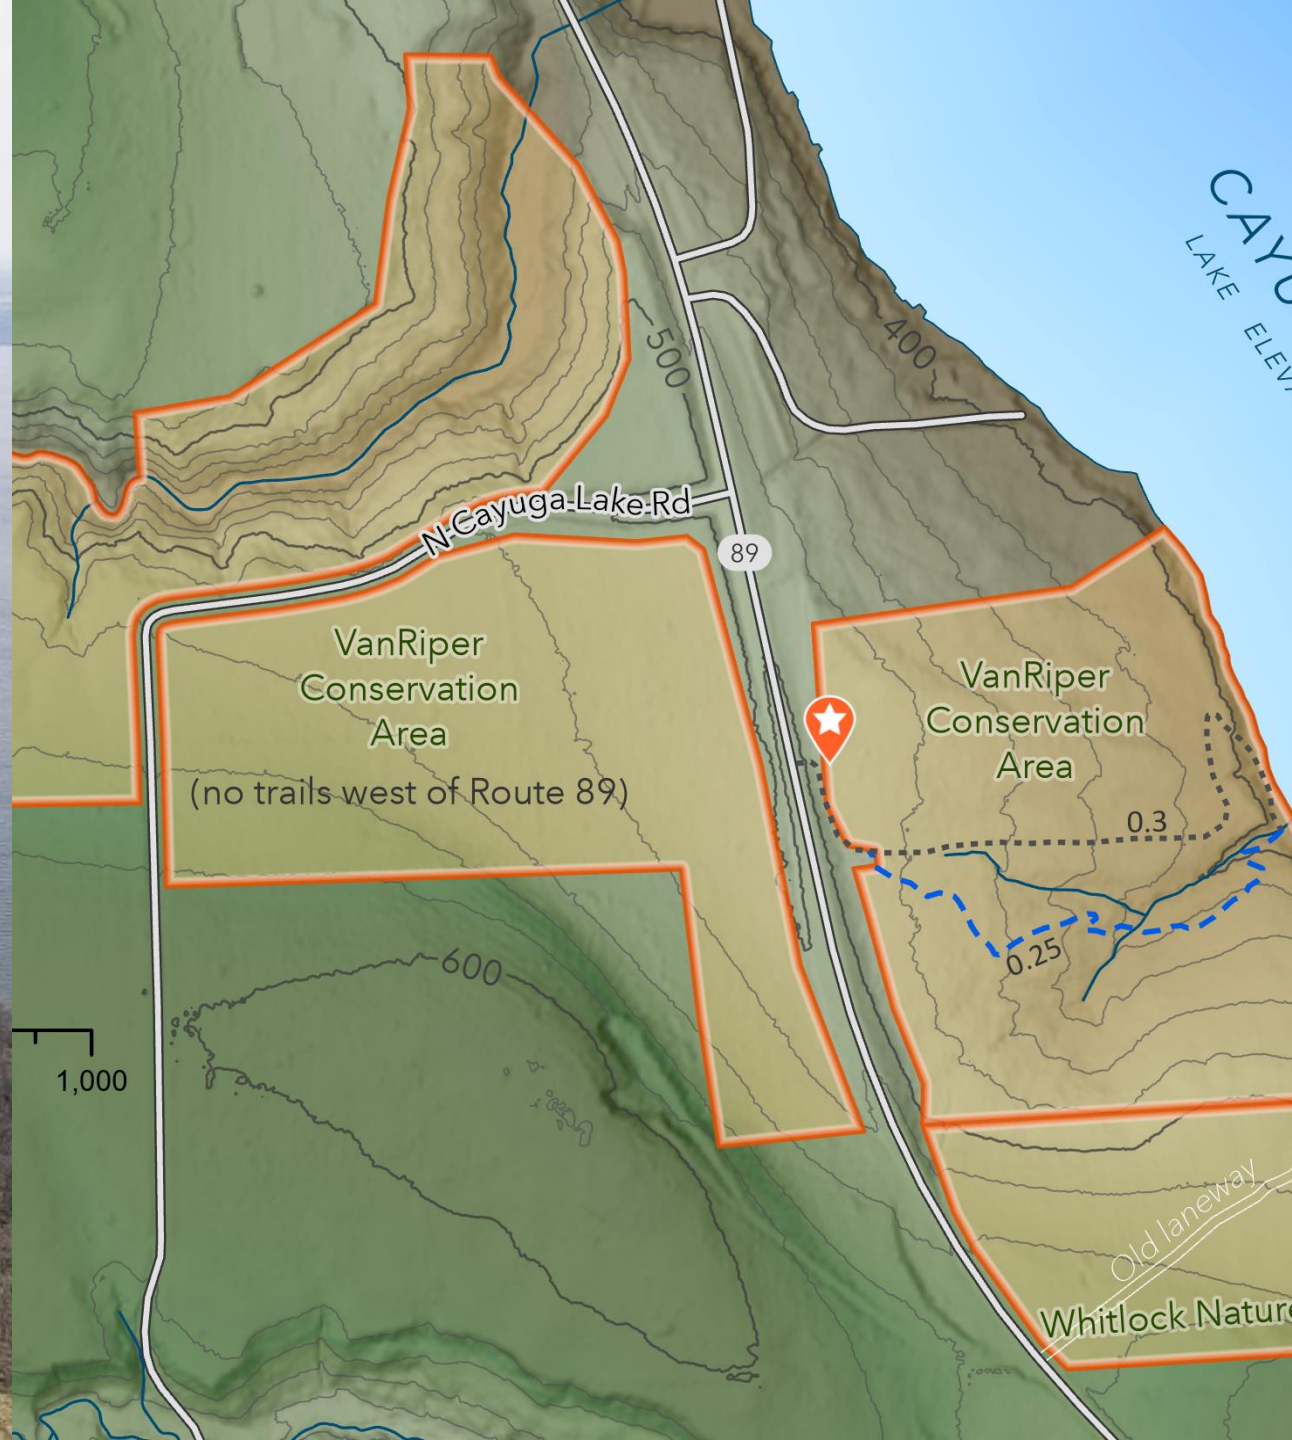 CAYU
LAKE ELEV
500
400
N Cayuga Lake Rd
89
VanRiper
Conservation
Area
VanRiper
Conservation
Area
(no trails west of Route 89)
0.3
0.25
600
1,000
Old laneway
Whitlock Nature